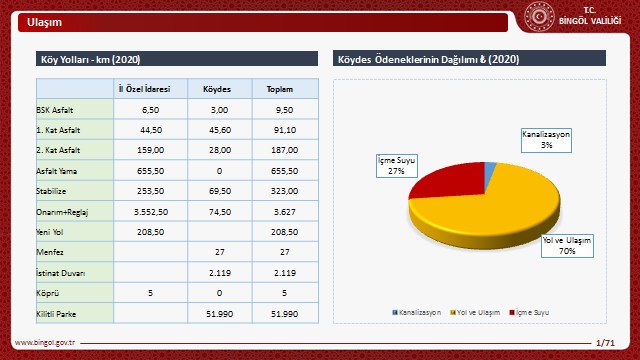 Ulaşım
T.C.
BİNGÖL VALİLİĞİ
Köy Yolları - km (2020)
İl Özel İdaresi Köydes Toplam
BSK Asfalt 6,50 3,00 9,50
1. Kat Asfalt 44,50 45,60 91,10
2. Kat Asfalt 159,00 28,00 187,00
Asfalt Yama 655,50 0 655,50
Stabilize 253,50 69,50 323,00
Onarım+Reglaj 3.552,50 74,50 3.627
Yeni Yol 208,50 208,50
Menfez 27 27
İstinat Duvarı 2.119 2.119
Köprü 5 0 5
Kilitli Parke 51.990 51.990
Köydes Ödeneklerinin Dağılımı ₺ (2020)
Kanalizasyon
3%
İçme Suyu
27%
Yol ve Ulaşım
70%
Kanalizasyon Yol ve Ulaşım İçme Suyu
www.bingol.gov.tr
1/71